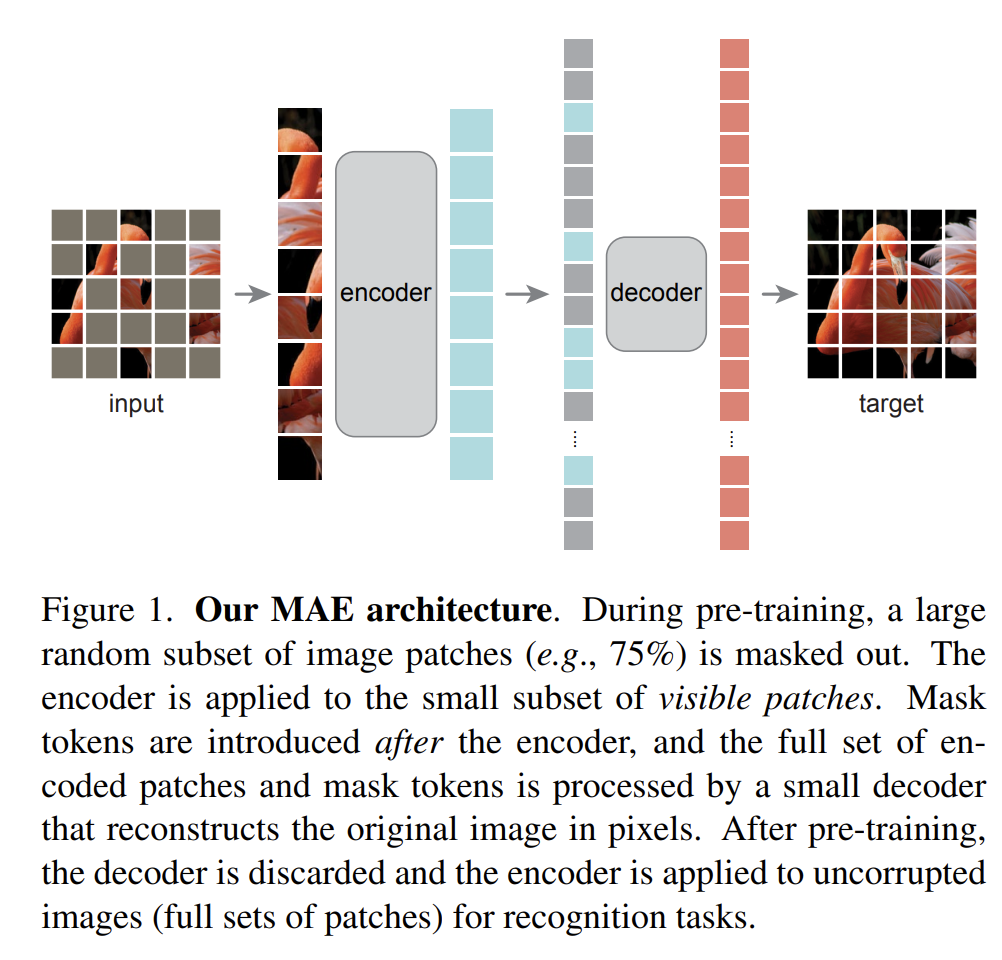 encoder
decoder
input
target
Figure 1. Our MAE architecture. During pre-training, a large
random subset of image patches (e.g., 75%) is masked out. The
encoder is applied to the small subset of visible patches. Mask
tokens are introduced after the encoder, and the full set of en-
coded patches and mask tokens is processed by a small decoder
that reconstructs the original image in pixels. After pre-training,
the decoder is discarded and the encoder is applied to uncorrupted
images (full sets of patches) for recognition tasks.